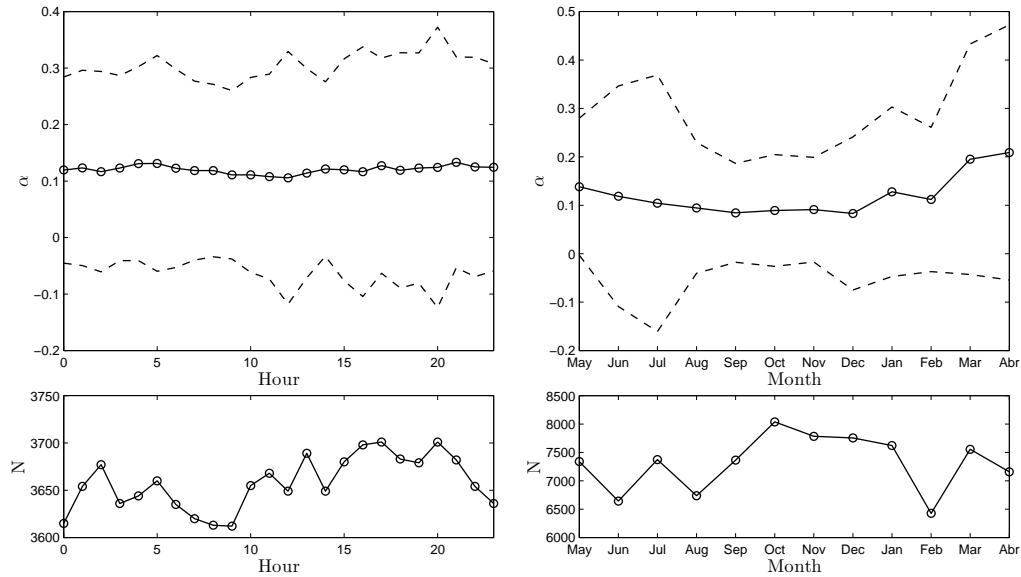 0.4
0.3
0.2
0.1
0
−0.1
−0.2
α
0 5 10 15 20
Hour
0.5
0.4
0.3
0.2
0.1
0
−0.1
−0.2
α
May Jun Jul Aug Sep Oct Nov Dec Jan Feb Mar Abr
Month
3750
3700
3650
3600
N
0 5 10 15 20
Hour
8500
8000
7500
7000
6500
6000
N
May Jun Jul Aug Sep Oct Nov Dec Jan Feb Mar Abr
Month